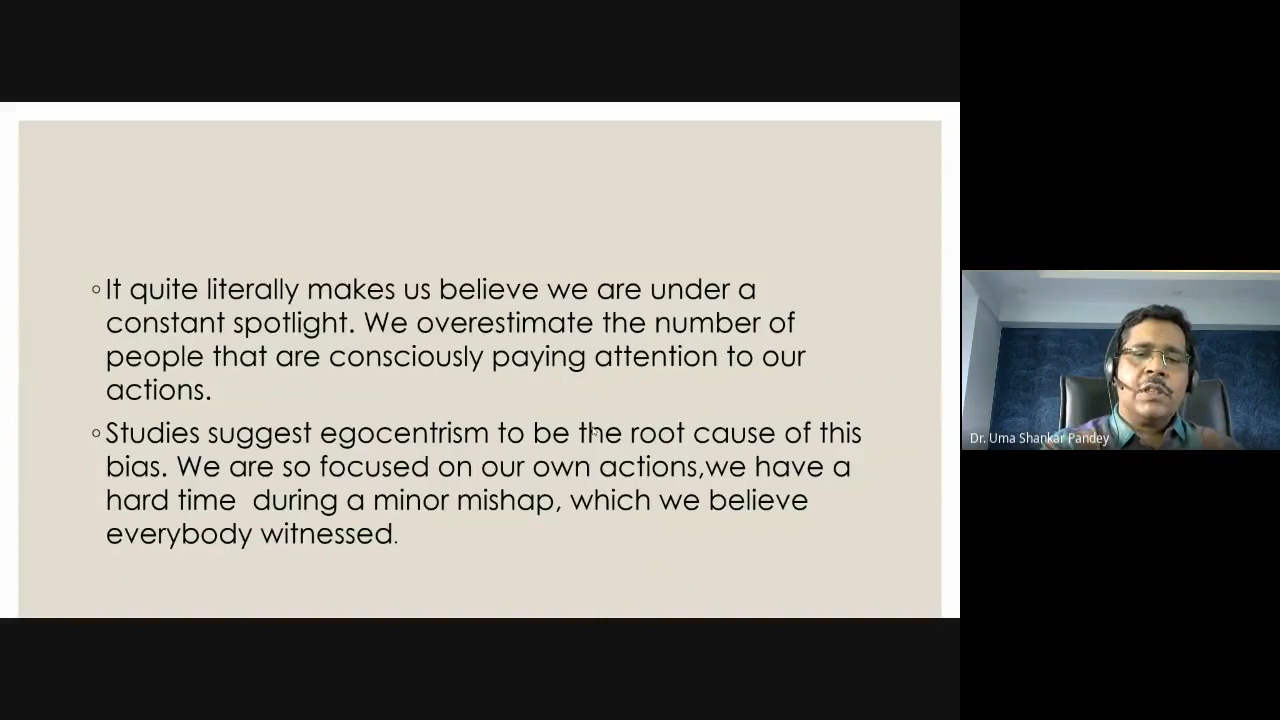 ◦It quite literally makes us believe we are under a
constant spotlight. We overestimate the number of
people that are consciously paying attention to our
actions.
◦Studies suggest egocentrism to be the root cause of this
bias. We are so focused on our own actions,we have a
hard time  during a minor mishap, which we believe
everybody witnessed.
Dr. Uma Shankar Pandey